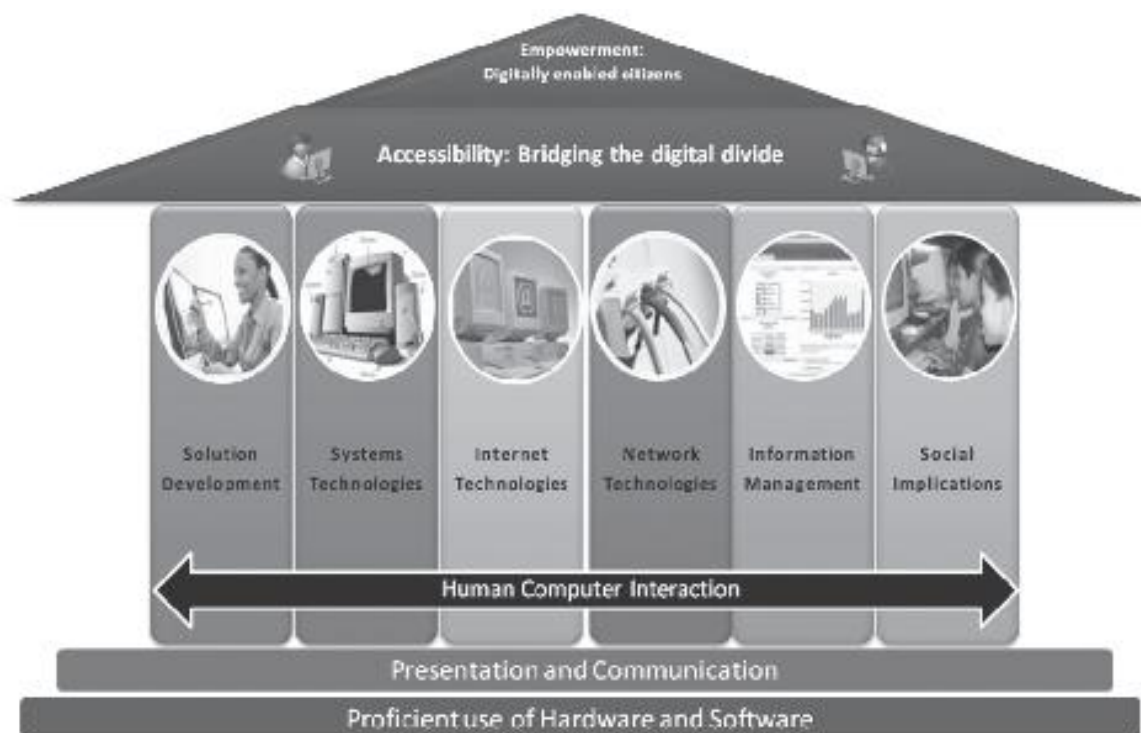 Empowerment:
Digitally enabled citizens
Accessibility: Bridging the digital divide
Solution
Development
Systems
Technologies
Internet
Technologies
Network
Technologies
Information
Management
Social
Implications
Human Computer Interaction
Presentation and Communication
Proficient use of Hardware and Software